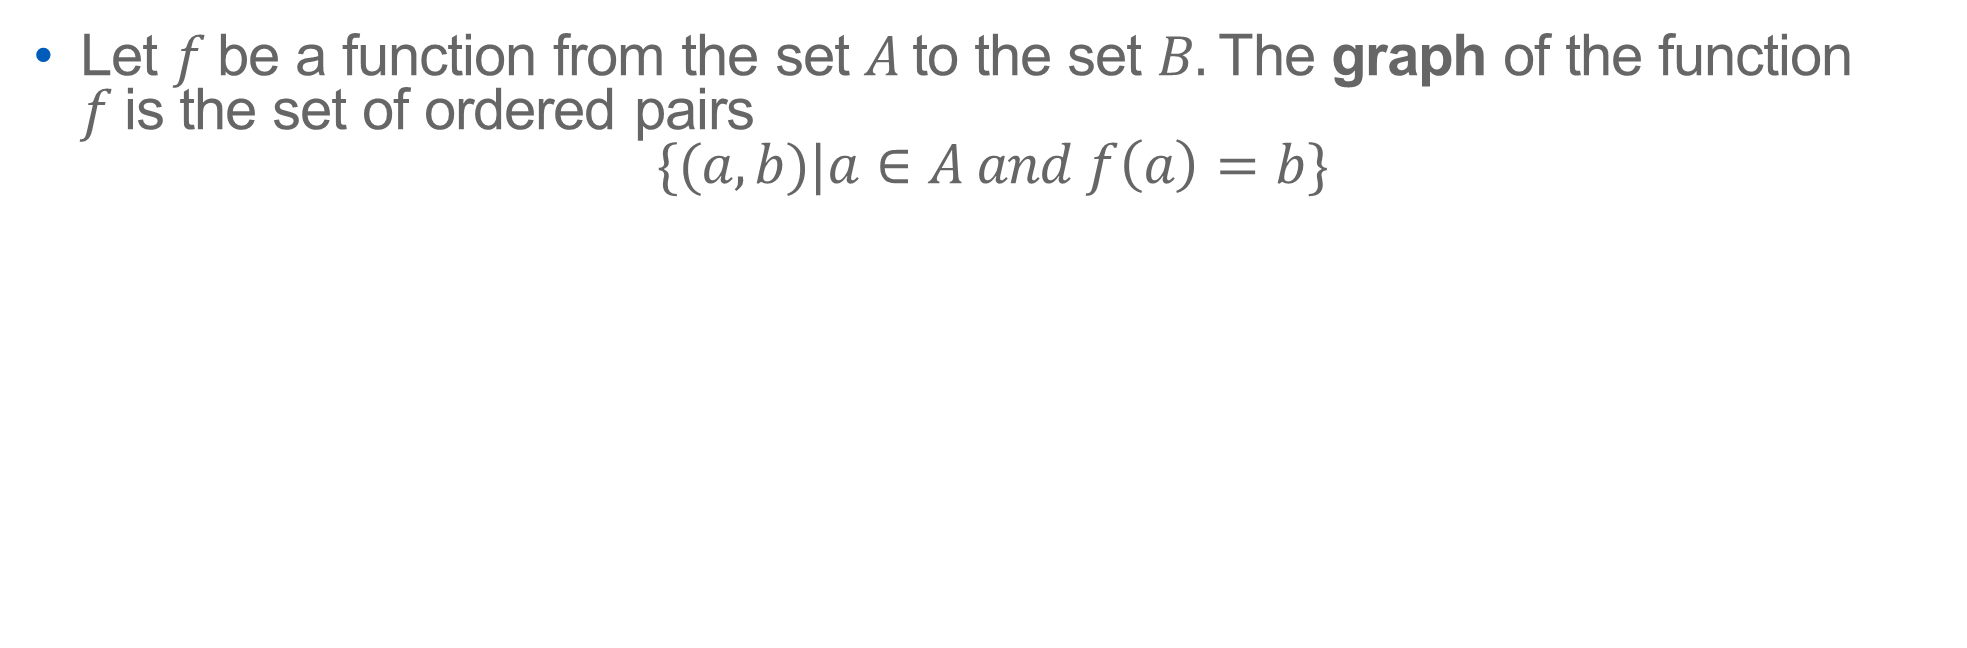 • Let f be a function from the set A to the set B. The graph of the function
f is the set of ordered pairs
{(a, b)|a ∈ A and f(a) = b}